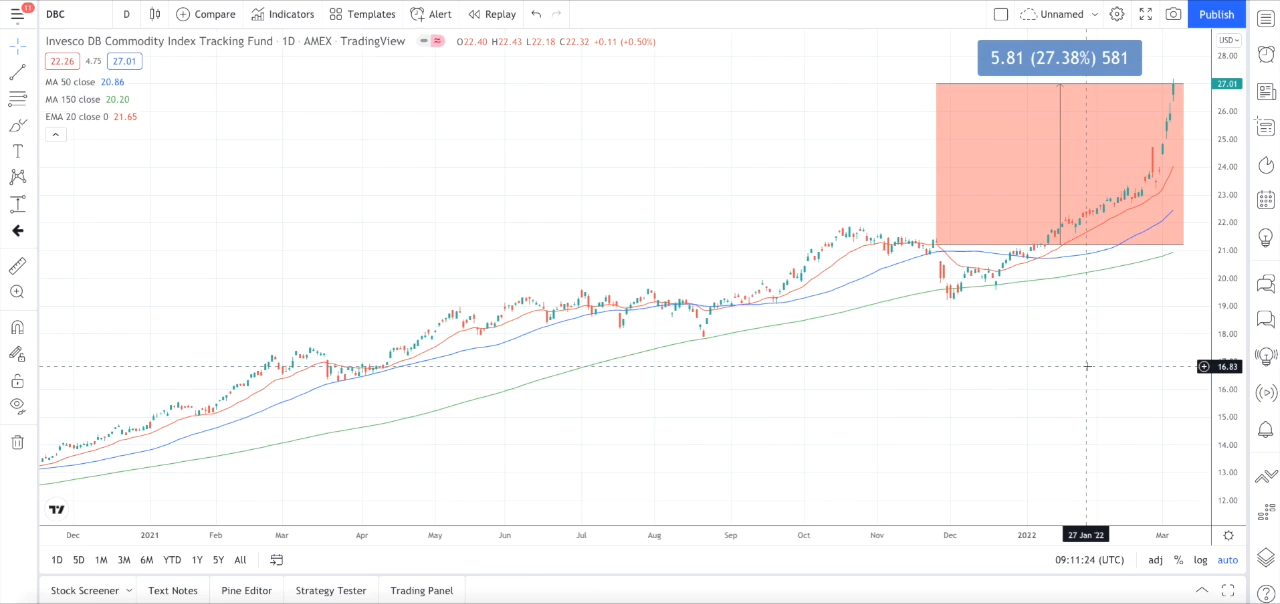 11
DBC
D
Compare
Indicators
Templates
Alert
Replay
Unnamed
Publish
Invesco DB Commodity Index Tracking Fund · 1D · AMEX · TradingView
O22.40 H22.43 L22.18 C22.32 +0.11 (+0.50%)
22.26 4.75 27.01
MA 50 close 20.86
MA 150 close 20.20
EMA 20 close 0 21.65
5.81 (27.38%) 581
USD
28.00
27.01
26.00
25.00
24.00
23.00
22.00
21.00
20.00
19.00
18.00
16.83
16.00
15.00
14.00
13.00
12.00
Dec 2021 Feb Mar Apr May Jun Jul Aug Sep Oct Nov Dec 2022 27 Jan '22 Mar
1D 5D 1M 3M 6M YTD 1Y 5Y All
09:11:24 (UTC) adj % log auto
Stock Screener Text Notes Pine Editor Strategy Tester Trading Panel